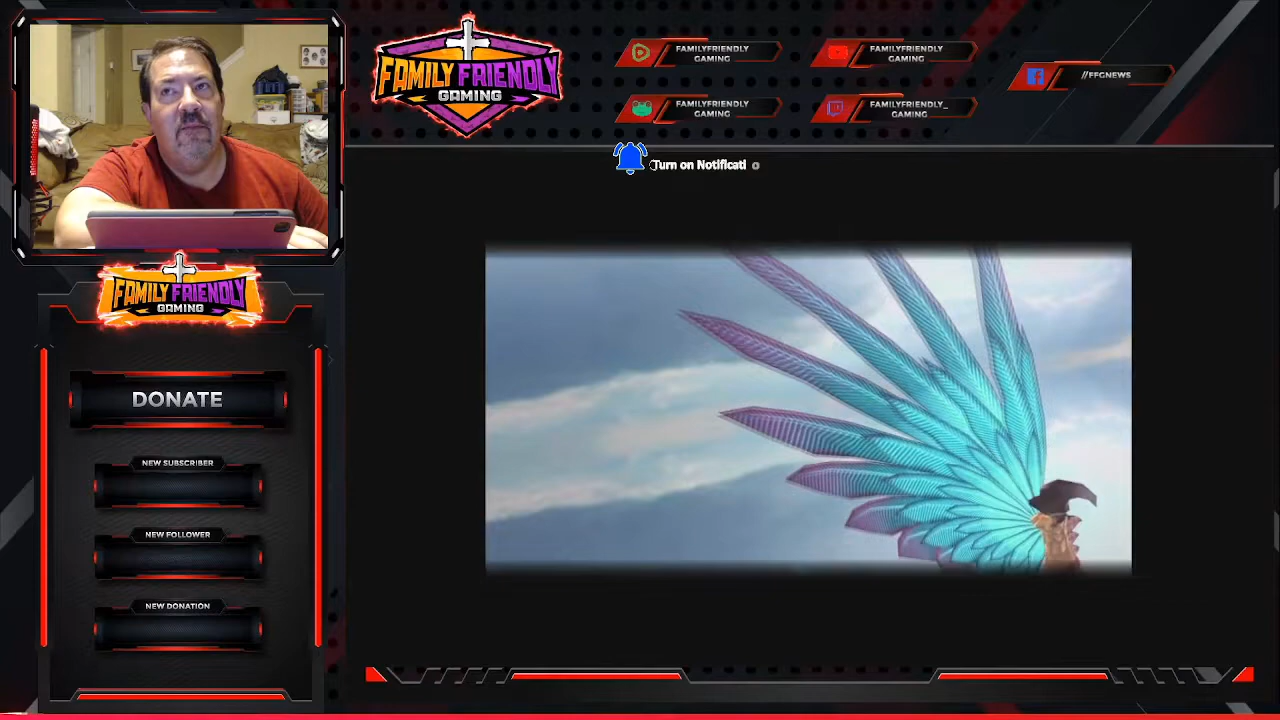 FAMILY FRIENDLY
GAMING
FAMILYFRIENDLY
GAMING
FAMILYFRIENDLY
GAMING
//FFGNEWS
FAMILYFRIENDLY
GAMING
FAMILYFRIENDLY_
GAMING
Turn on Notificati
FAMILY FRIENDLY
GAMING
DONATE
NEW SUBSCRIBER
NEW FOLLOWER
NEW DONATION